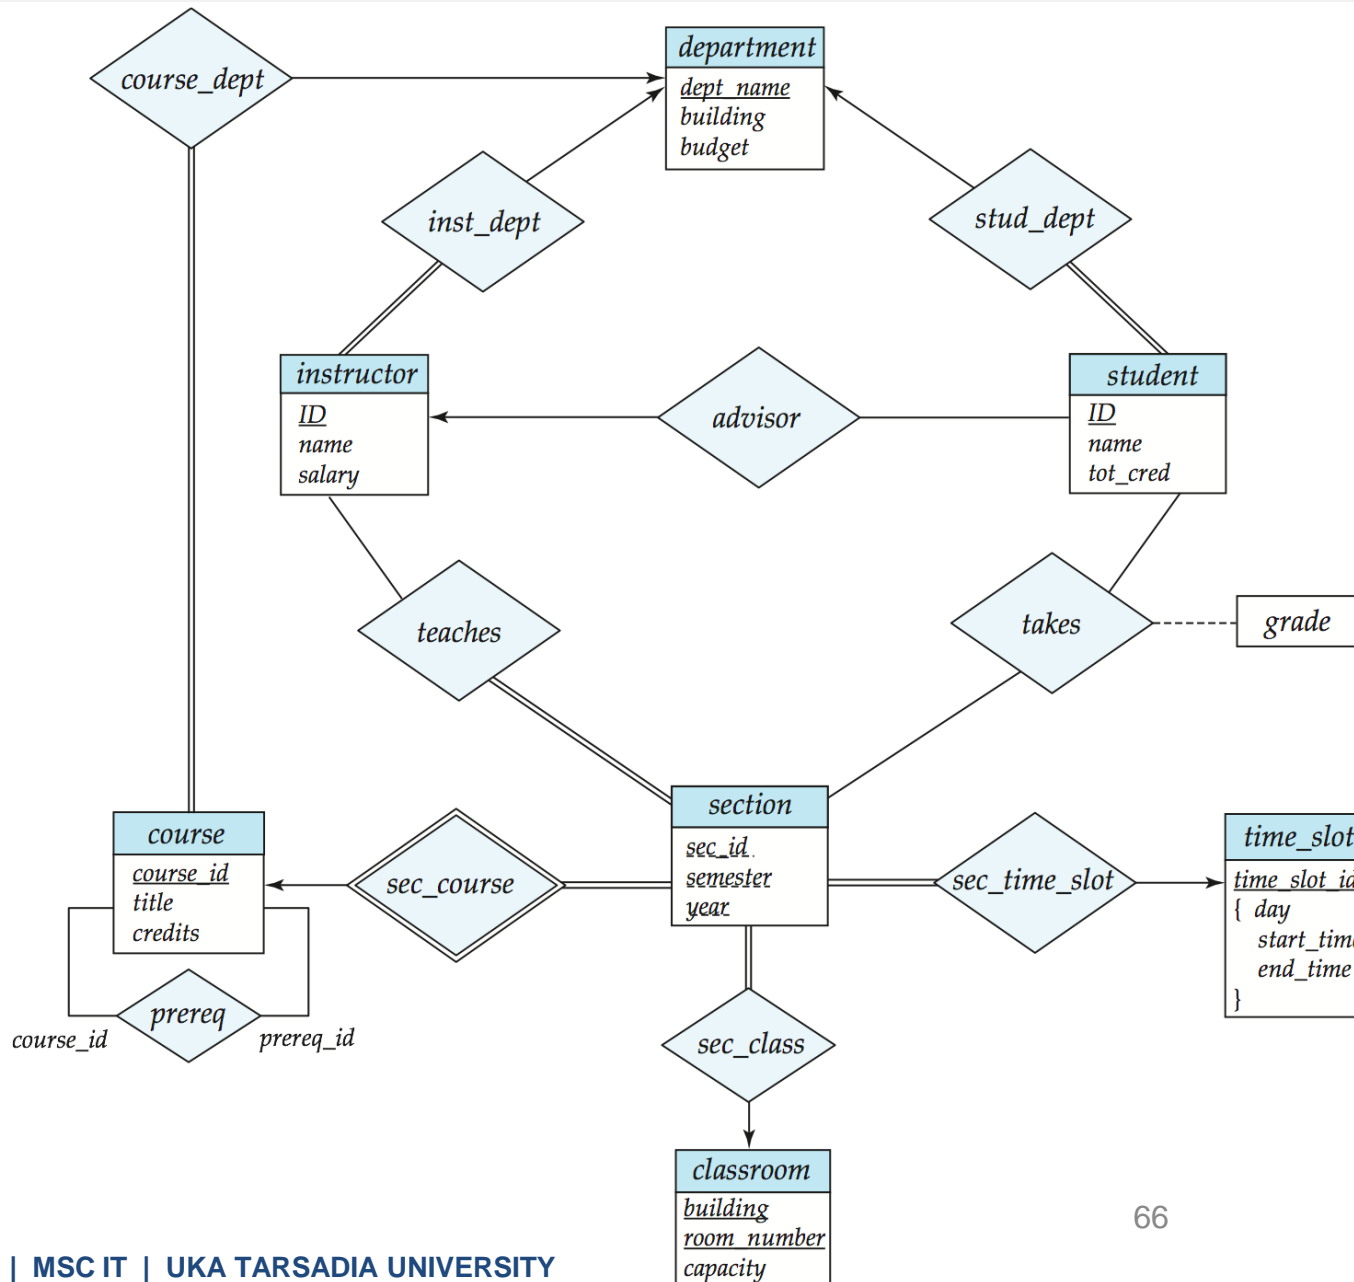 course_dept
department
dept_name
building
budget
inst_dept
stud_dept
instructor
ID
name
salary
advisor
student
ID
name
tot_cred
teaches
takes
grade
course
course_id
title
credits
sec_course
section
sec_id
semester
year
sec_time_slot
time_slot
time_slot_id
{ day
start_time
end_time
}
prereq
course_id
prereq_id
sec_class
classroom
building
room_number
capacity
66
| MSC IT | UKA TARSADIA UNIVERSITY